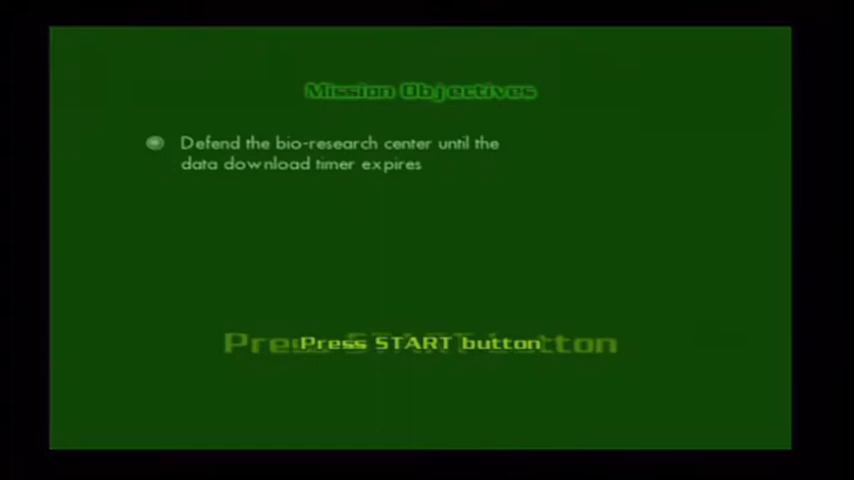 Mission Objectives
Defend the bio-research center until the
data download timer expires
Press START button